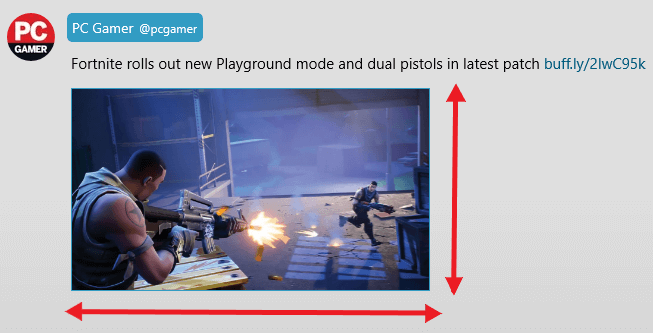 PC
GAMER
PC Gamer @pcgamer
Fortnite rolls out new Playground mode and dual pistols in latest patch buff.ly/2lwC95k